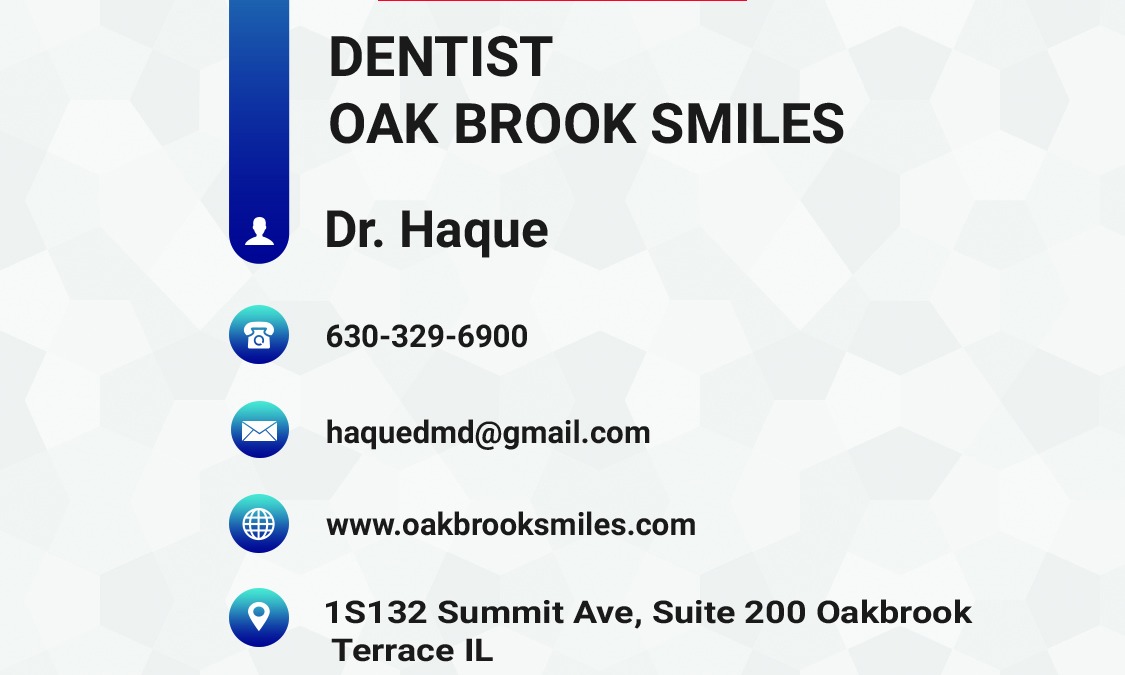 DENTIST
OAK BROOK SMILES
Dr. Haque
630-329-6900
haquedmd@gmail.com
www.oakbrooksmiles.com
1S132 Summit Ave, Suite 200 Oakbrook
Terrace IL